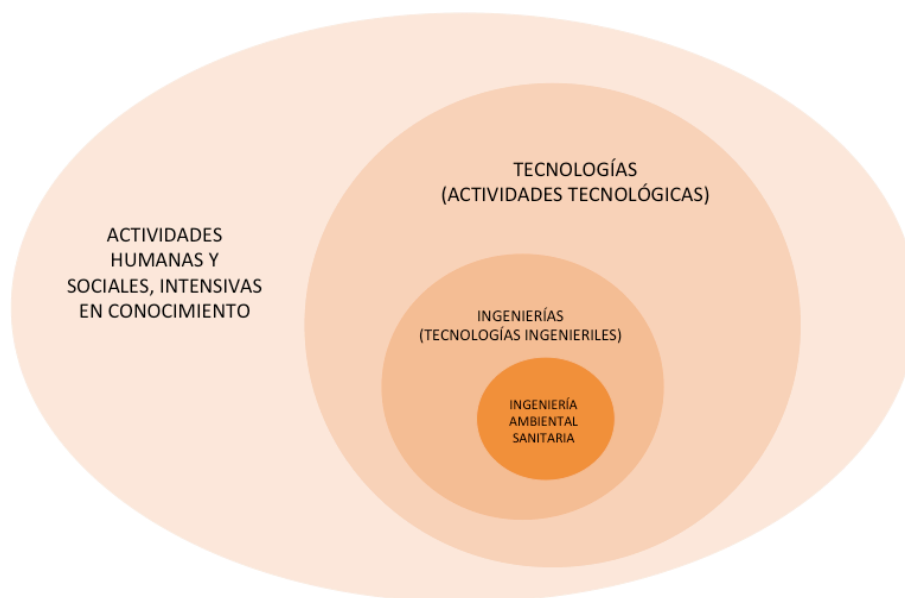 TECNOLOGÍAS
(ACTIVIDADES TECNOLÓGICAS)
ACTIVIDADES
HUMANAS Y
SOCIALES, INTENSIVAS
EN CONOCIMIENTO
INGENIERÍAS
(TECNOLOGÍAS INGENIERILES)
INGENIERÍA
AMBIENTAL
SANITARIA